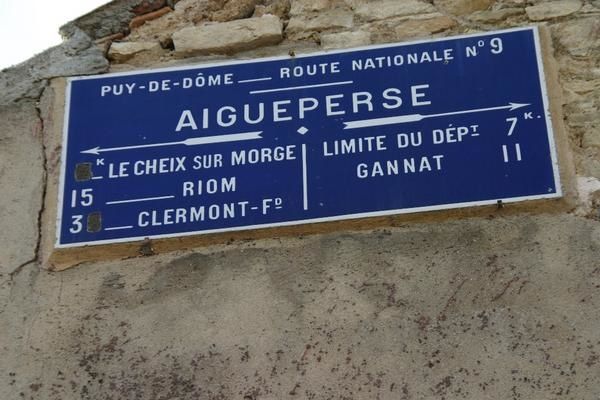 PUY-DE-DÔME — ROUTE NATIONALE Nº 9
AIGUEPERSE
K LE CHEIX SUR MORGE
15 RIOM
3 CLERMONT-Fᴰ
LIMITE DU DÉPT 7K.
GANNAT 11